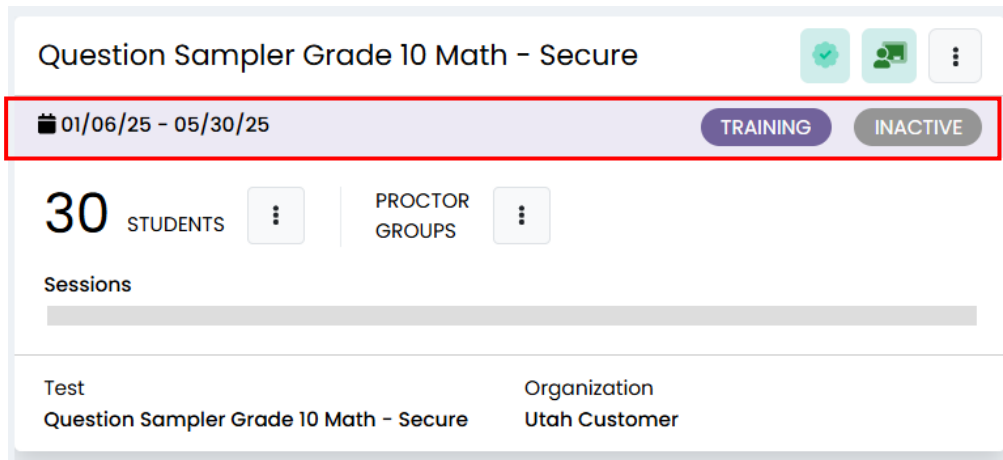 Question Sampler Grade 10 Math - Secure
01/06/25 - 05/30/25 TRAINING INACTIVE
30 STUDENTS PROCTOR
GROUPS
Sessions
Test Organization
Question Sampler Grade 10 Math - Secure Utah Customer